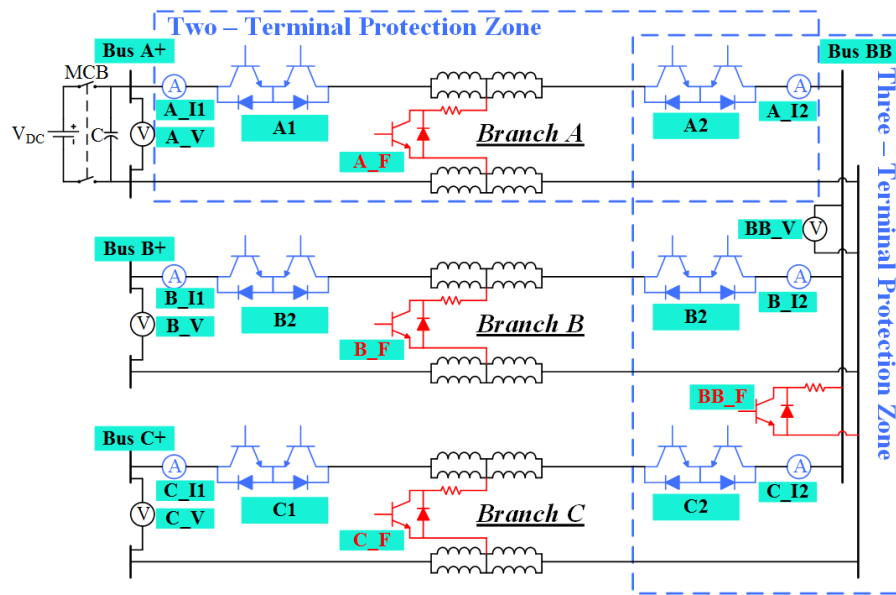 Two – Terminal Protection Zone
Bus A+
Bus BB
MCB
A
A
A_I1
A_I2
V_DC
C
V
A_V
A1
Branch A
A2
A_F
Three – Terminal Protection Zone
BB_V
V
Bus B+
A
A
B_I1
B_I2
V
B_V
B2
Branch B
B2
B_F
BB_F
Bus C+
A
A
C_I1
C_I2
V
C_V
C1
Branch C
C2
C_F